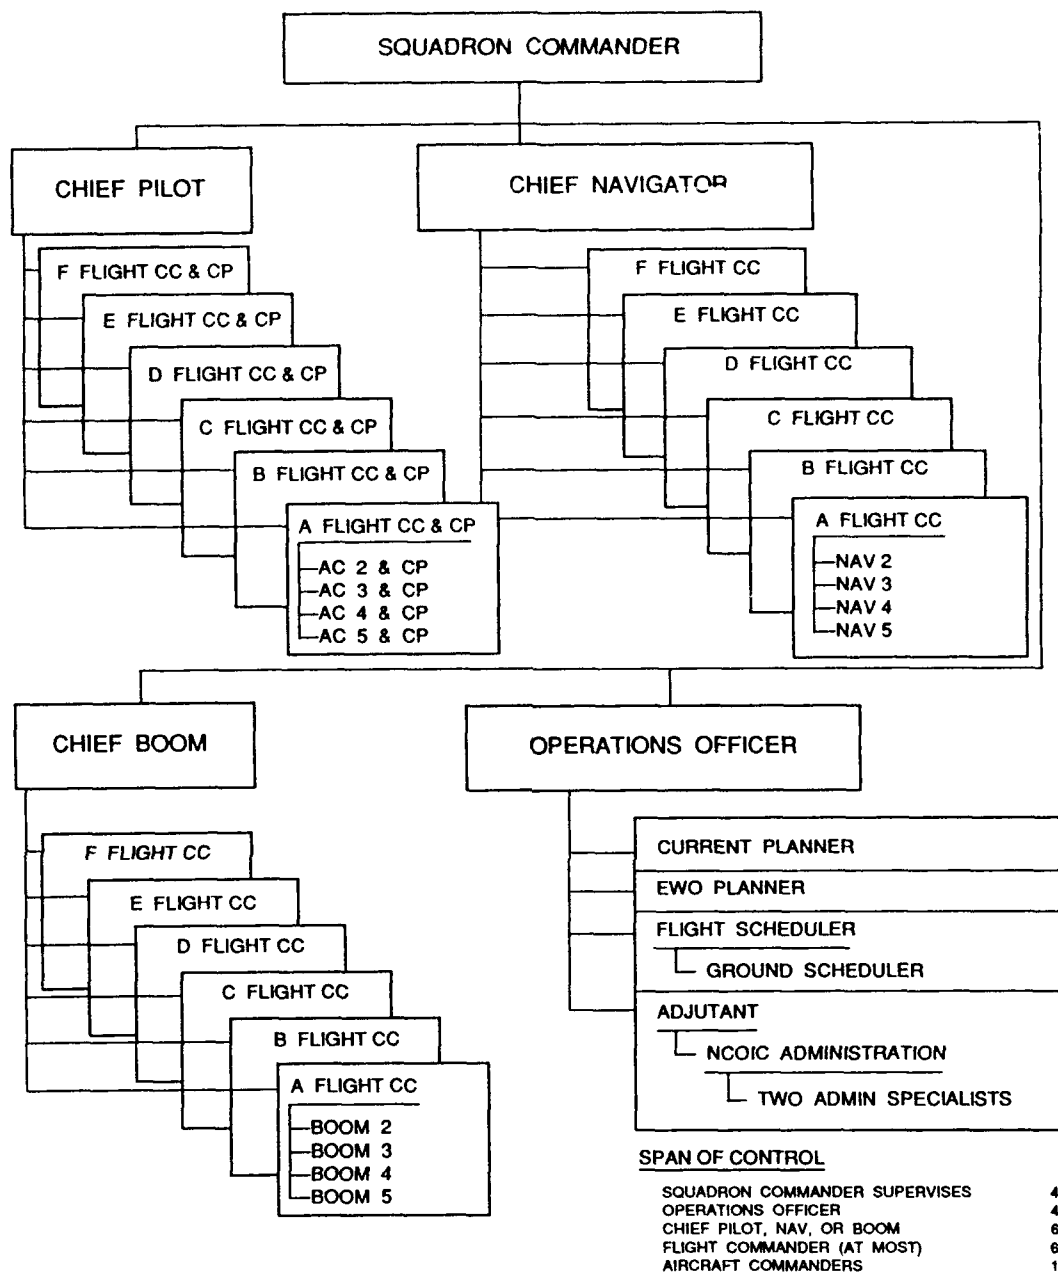 SQUADRON COMMANDER
CHIEF PILOT
CHIEF NAVIGATOR
F FLIGHT CC & CP
E FLIGHT CC & CP
D FLIGHT CC & CP
C FLIGHT CC & CP
B FLIGHT CC & CP
A FLIGHT CC & CP
AC 2 & CP
AC 3 & CP
AC 4 & CP
AC 5 & CP
F FLIGHT CC
E FLIGHT CC
D FLIGHT CC
C FLIGHT CC
B FLIGHT CC
A FLIGHT CC
NAV 2
NAV 3
NAV 4
NAV 5
CHIEF BOOM
OPERATIONS OFFICER
F FLIGHT CC
E FLIGHT CC
D FLIGHT CC
C FLIGHT CC
B FLIGHT CC
A FLIGHT CC
BOOM 2
BOOM 3
BOOM 4
BOOM 5
CURRENT PLANNER
EWO PLANNER
FLIGHT SCHEDULER
GROUND SCHEDULER
ADJUTANT
NCOIC ADMINISTRATION
TWO ADMIN SPECIALISTS
SPAN OF CONTROL
SQUADRON COMMANDER SUPERVISES 4
OPERATIONS OFFICER 4
CHIEF PILOT, NAV, OR BOOM 6
FLIGHT COMMANDER (AT MOST) 6
AIRCRAFT COMMANDERS 1